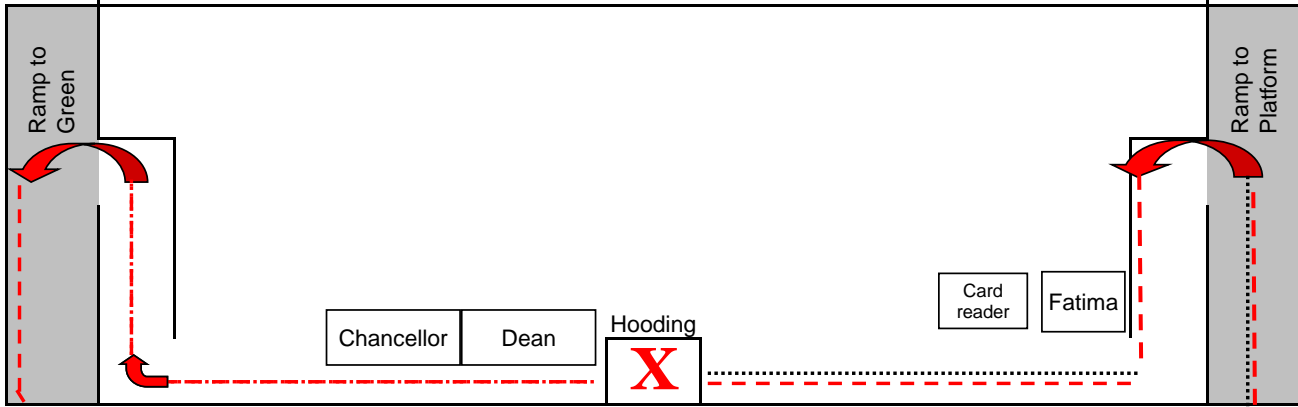 Ramp to
Green
Chancellor
Dean
Hooding
X
Card
reader
Fatima
Ramp to
Platform